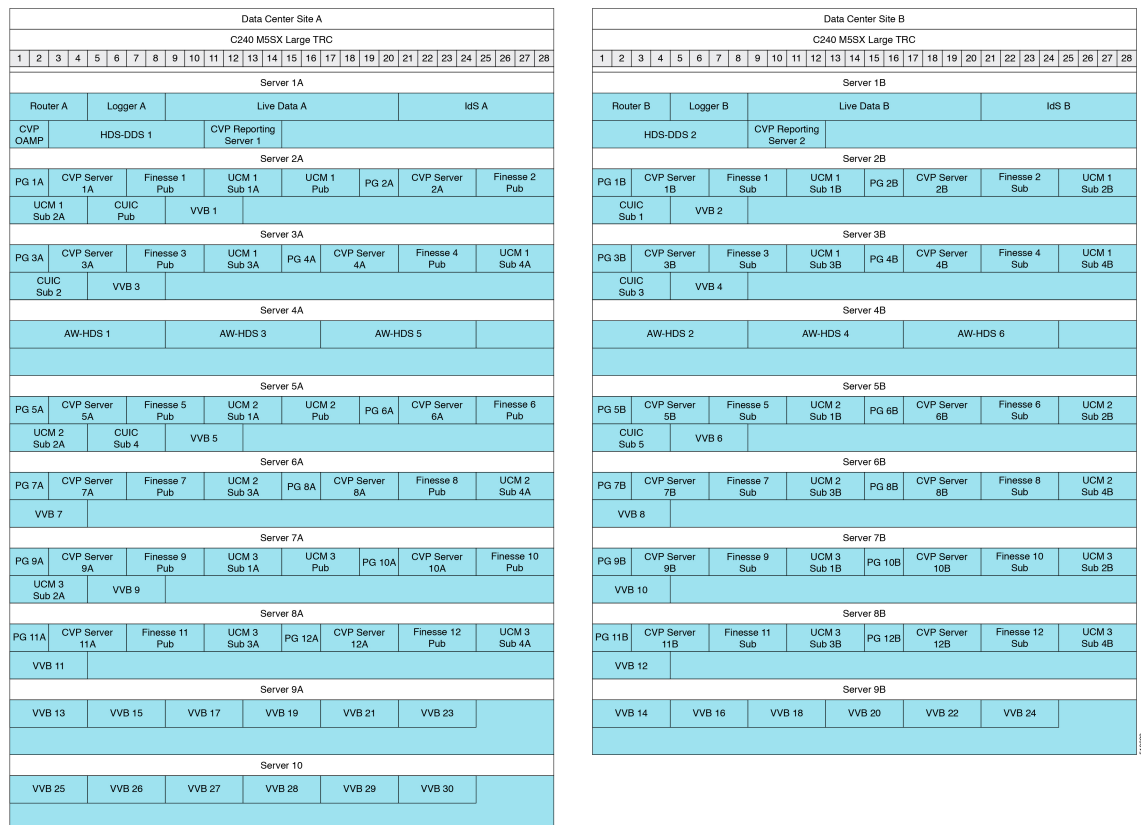 Data Center Site A
C240 M5SX Large TRC
1 2 3 4 5 6 7 8 9 10 11 12 13 14 15 16 17 18 19 20 21 22 23 24 25 26 27 28
Server 1A
Router A Logger A Live Data A IdS A
CVP OAMP HDS-DDS 1 CVP Reporting Server 1
Server 2A
PG 1A CVP Server 1A Finesse 1 Pub UCM 1 Sub 1A UCM 1 Pub PG 2A CVP Server 2A Finesse 2 Pub
UCM 1 Sub 2A CUIC Pub VVB 1
Server 3A
PG 3A CVP Server 3A Finesse 3 Pub UCM 1 Sub 3A PG 4A CVP Server 4A Finesse 4 Pub UCM 1 Sub 4A
CUIC Sub 2 VVB 3
Server 4A
AW-HDS 1 AW-HDS 3 AW-HDS 5
Server 5A
PG 5A CVP Server 5A Finesse 5 Pub UCM 2 Sub 1A UCM 2 Pub PG 6A CVP Server 6A Finesse 6 Pub
UCM 2 Sub 2A CUIC Sub 4 VVB 5
Server 6A
PG 7A CVP Server 7A Finesse 7 Pub UCM 2 Sub 3A PG 8A CVP Server 8A Finesse 8 Pub UCM 2 Sub 4A
VVB 7
Server 7A
PG 9A CVP Server 9A Finesse 9 Pub UCM 3 Sub 1A UCM 3 Pub PG 10A CVP Server 10A Finesse 10 Pub
UCM 3 Sub 2A VVB 9
Server 8A
PG 11A CVP Server 11A Finesse 11 Pub UCM 3 Sub 3A PG 12A CVP Server 12A Finesse 12 Pub UCM 3 Sub 4A
VVB 11
Server 9A
VVB 13 VVB 15 VVB 17 VVB 19 VVB 21 VVB 23
Server 10
VVB 25 VVB 26 VVB 27 VVB 28 VVB 29 VVB 30
Data Center Site B
C240 M5SX Large TRC
1 2 3 4 5 6 7 8 9 10 11 12 13 14 15 16 17 18 19 20 21 22 23 24 25 26 27 28
Server 1B
Router B Logger B Live Data B IdS B
HDS-DDS 2 CVP Reporting Server 2
Server 2B
PG 1B CVP Server 1B Finesse 1 Sub UCM 1 Sub 1B PG 2B CVP Server 2B Finesse 2 Sub UCM 1 Sub 2B
CUIC Sub 1 VVB 2
Server 3B
PG 3B CVP Server 3B Finesse 3 Sub UCM 1 Sub 3B PG 4B CVP Server 4B Finesse 4 Sub UCM 1 Sub 4B
CUIC Sub 3 VVB 4
Server 4B
AW-HDS 2 AW-HDS 4 AW-HDS 6
Server 5B
PG 5B CVP Server 5B Finesse 5 Sub UCM 2 Sub 1B PG 6B CVP Server 6B Finesse 6 Sub UCM 2 Sub 2B
CUIC Sub 5 VVB 6
Server 6B
PG 7B CVP Server 7B Finesse 7 Sub UCM 2 Sub 3B PG 8B CVP Server 8B Finesse 8 Sub UCM 2 Sub 4B
VVB 8
Server 7B
PG 9B CVP Server 9B Finesse 9 Sub UCM 3 Sub 1B PG 10B CVP Server 10B Finesse 10 Sub UCM 3 Sub 2B
VVB 10
Server 8B
PG 11B CVP Server 11B Finesse 11 Sub UCM 3 Sub 3B PG 12B CVP Server 12B Finesse 12 Sub UCM 3 Sub 4B
VVB 12
Server 9B
VVB 14 VVB 16 VVB 18 VVB 20 VVB 22 VVB 24